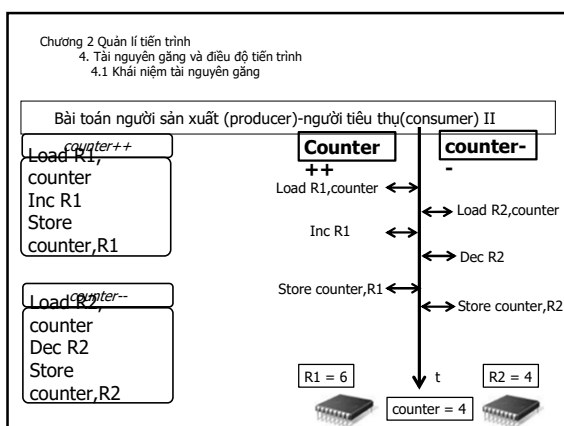 Chương 2 Quản lí tiến trình
4. Tài nguyên găng và điều độ tiến trình
4.1 Khái niệm tài nguyên găng
Bài toán người sản xuất (producer)-người tiêu thụ(consumer) II
counter++
Load R1,
counter
Inc R1
Store
counter,R1
counter--
Load R2,
counter
Dec R2
Store
counter,R2
Counter
++
counter-
-
Load R1,counter
Load R2,counter
Inc R1
Dec R2
Store counter,R1
Store counter,R2
R1 = 6
t
R2 = 4
counter = 4